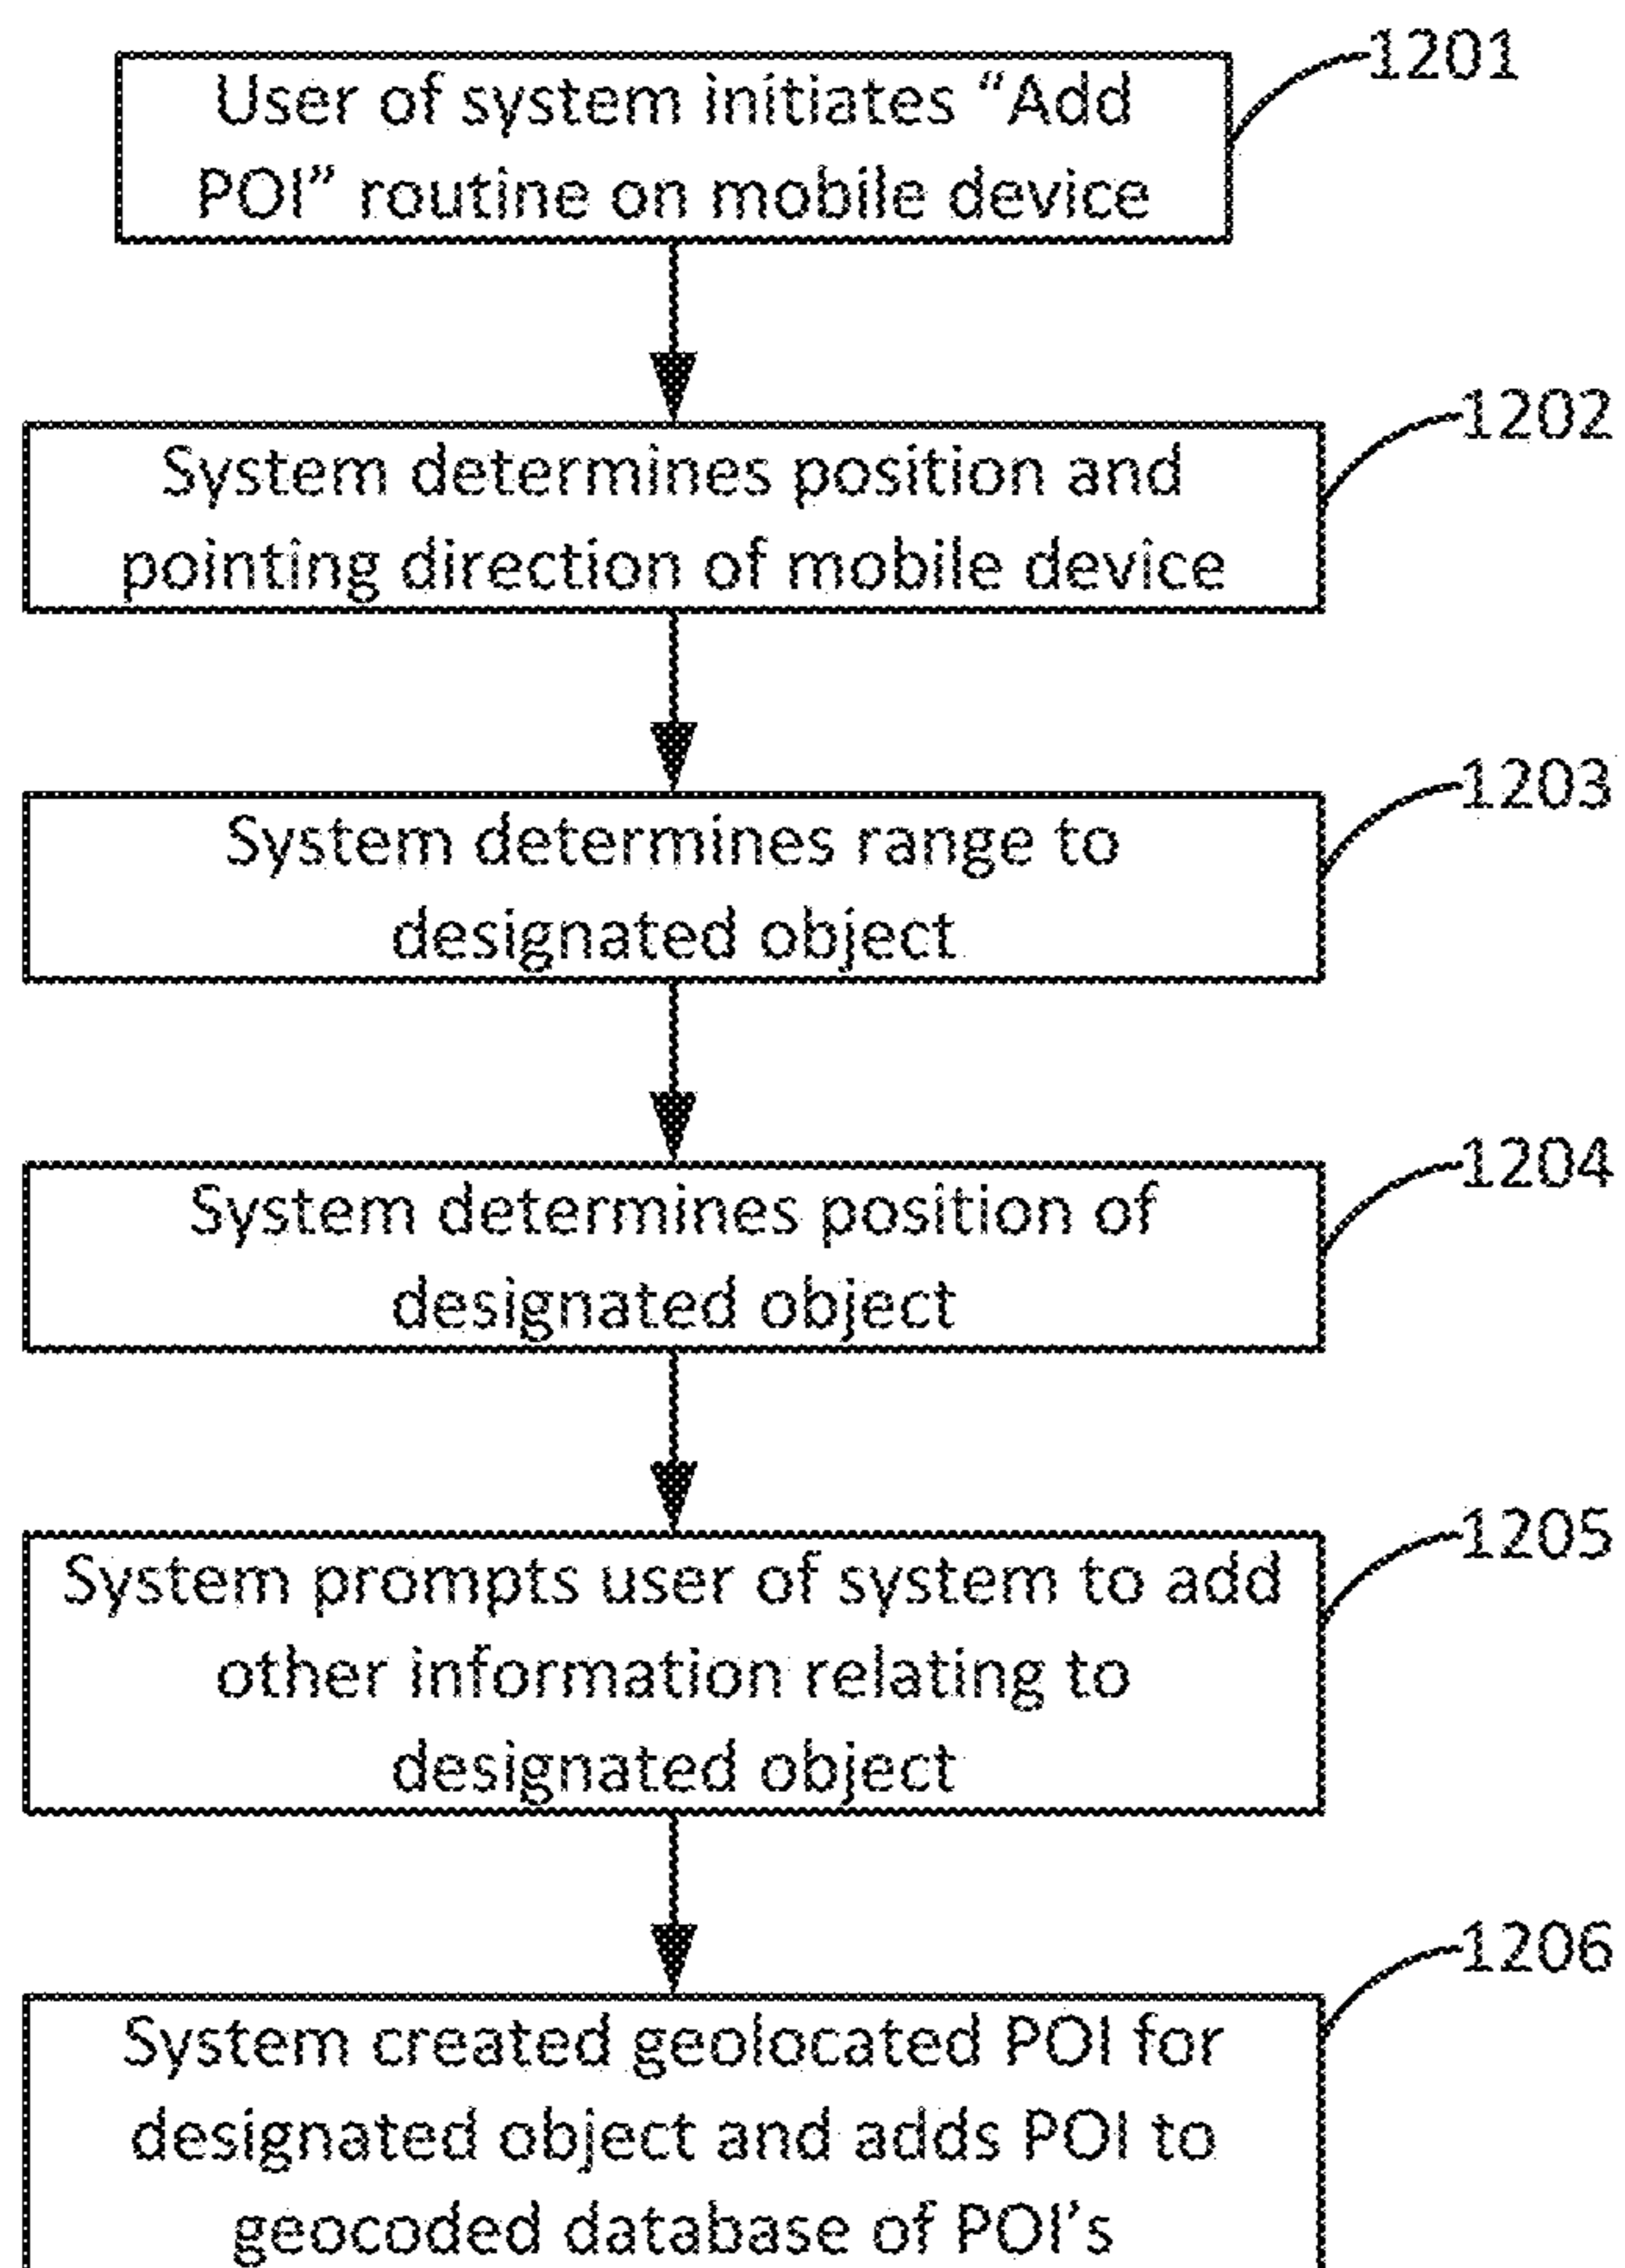 1201
User of system initiates “Add
POI” routine on mobile device
1202
System determines position and
pointing direction of mobile device
1203
System determines range to
designated object
1204
System determines position of
designated object
1205
System prompts user of system to add
other information relating to
designated object
1206
System created geolocated POI for
designated object and adds POI to
geocoded database of POI’s